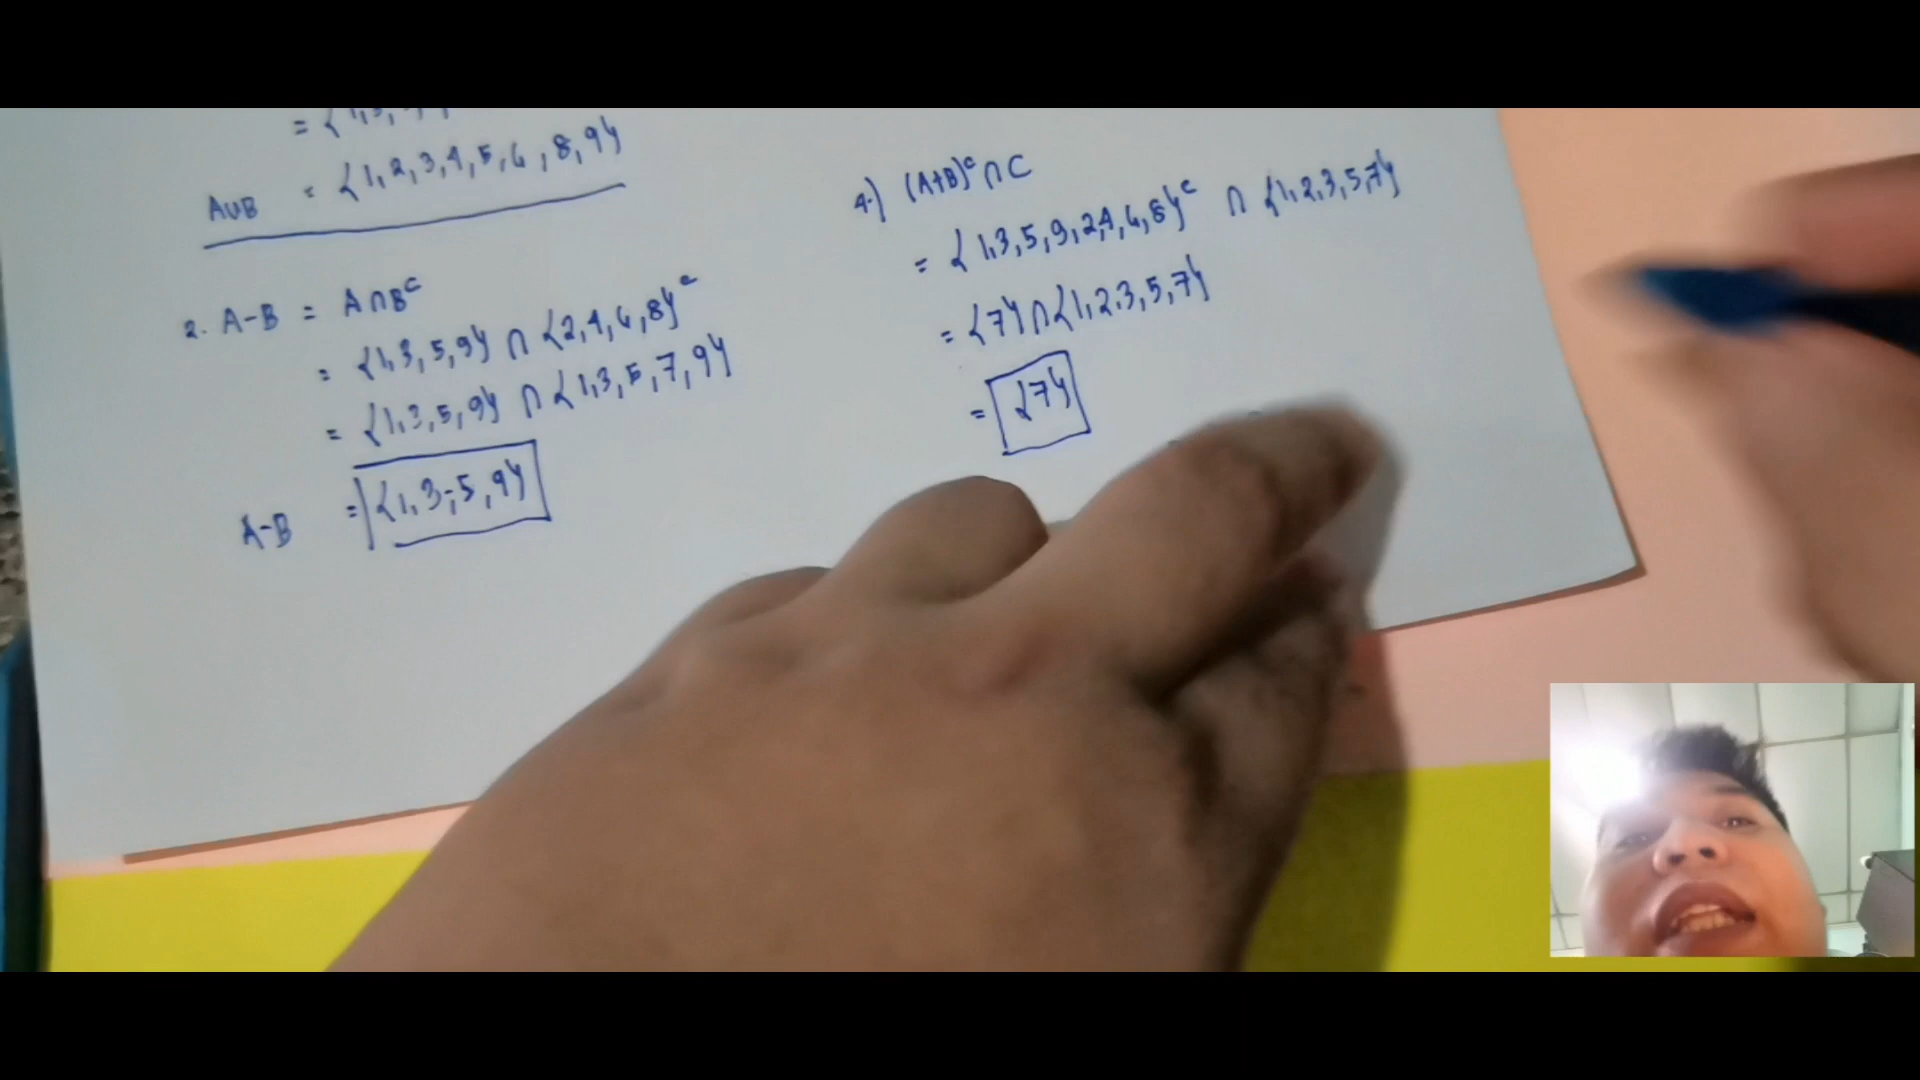 A∪B = {1,2,3,4,5,6,8,9}
2. A-B = A∩Bᶜ
= {1,3,5,9} ∩ {2,4,6,8}ᶜ
= {1,3,5,9} ∩ {1,3,5,7,9}
A-B = {1,3,5,9}
4.) (A+B)ᶜ∩C
= {1,3,5,9,2,4,6,8}ᶜ ∩ {1,2,3,5,7}
= {7}∩{1,2,3,5,7}
= {7}